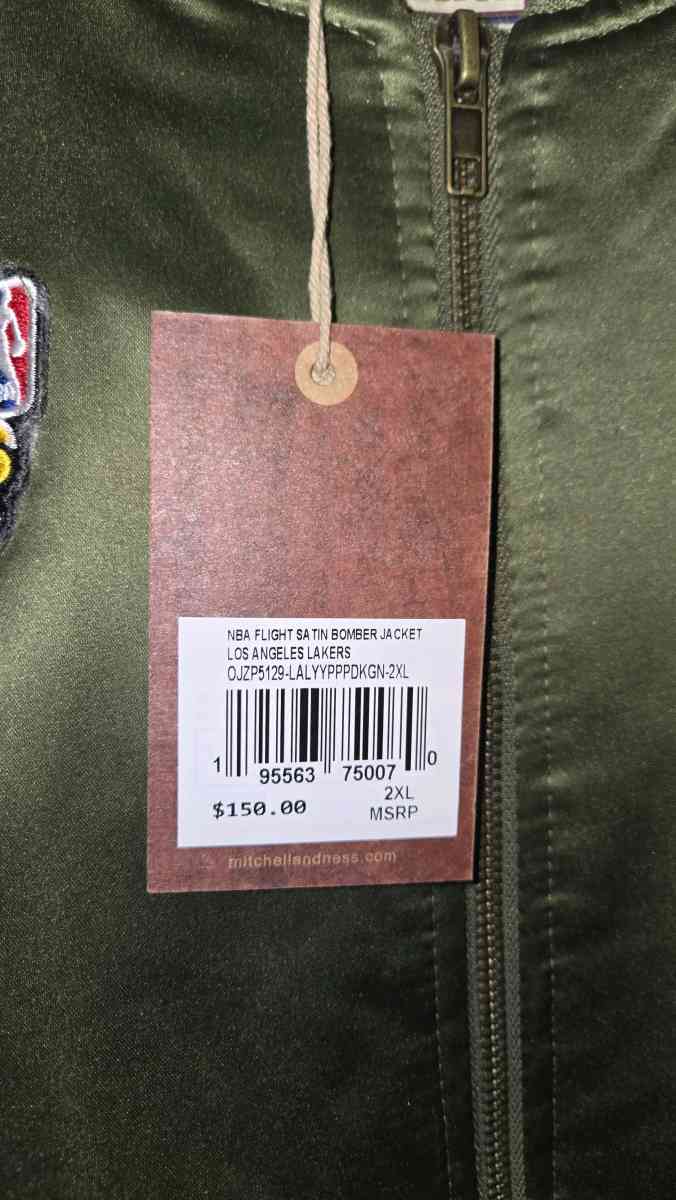 NBA FLIGHT SATIN BOMBER JACKET
LOS ANGELES LAKERS
OJZP5129-LALYYPPPDKGN-2XL
1 95563 75007 0
$150.00
2XL
MSRP
mitchellandness.com